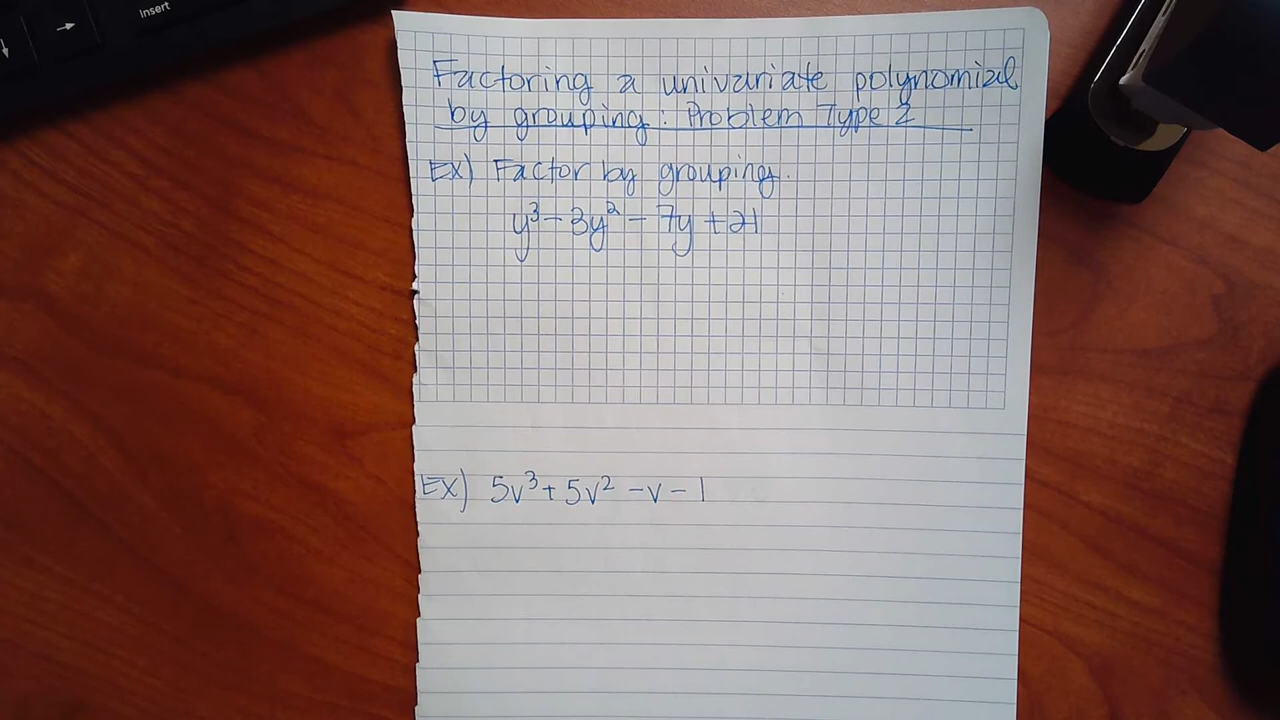 Insert
Factoring a univariate polynomial
by grouping: Problem Type 2
Ex) Factor by grouping.
y³ - 3y² - 7y + 21
Ex) 5v³ + 5v² - v - 1